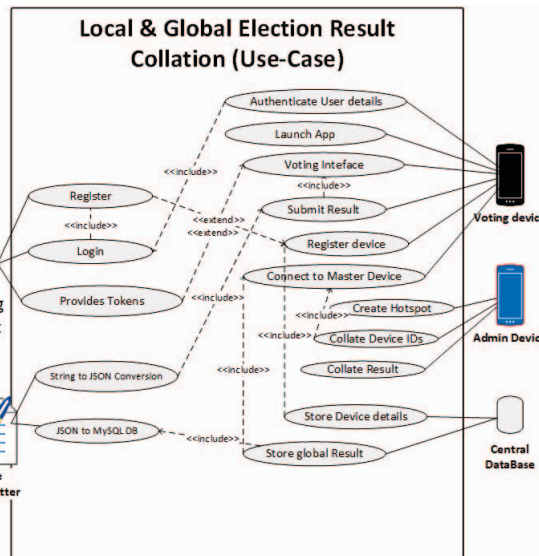 Local & Global Election Result
Collation (Use-Case)
Authenticate User details
Launch App
<<include>>
Voting Inteface
<<include>>
Register
Submit Result
Voting devic
<<include>>
<<extend>>
<<extend>>
Register device
Login
Connect to Master Device
Provides Tokens
<<include>>
Create Hotspot
<<include>>
Collate Device IDs
Admin Devic
<<include>>
Collate Result
String to JSON Conversion
Store Device details
JSON to MySQL DB
<<include>>
Store global Result
Central
DataBase
tter